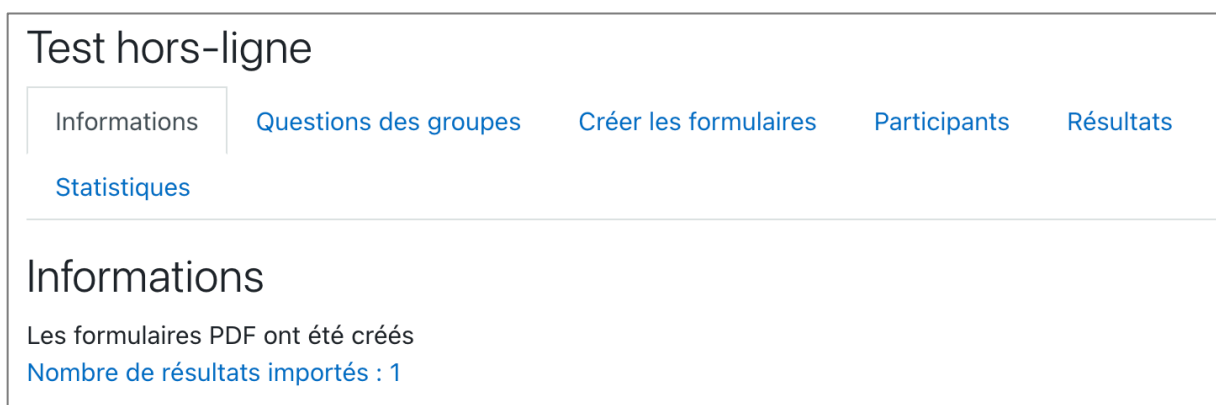 Test hors-ligne
Informations Questions des groupes Créer les formulaires Participants Résultats
Statistiques
Informations
Les formulaires PDF ont été créés
Nombre de résultats importés : 1